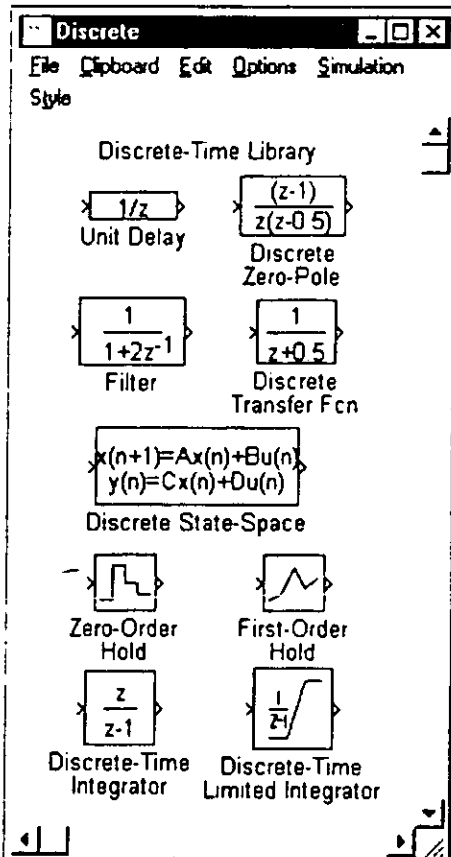 Discrete
File Clipboard Edit Options Simulation
Style
Discrete-Time Library
1/z
Unit Delay
(z-1)
z(z-0.5)
Discrete
Zero-Pole
1
1+2z⁻¹
Filter
1
z+0.5
Discrete
Transfer Fcn
x(n+1)=Ax(n)+Bu(n)
y(n)=Cx(n)+Du(n)
Discrete State-Space
Zero-Order
Hold
First-Order
Hold
z
z-1
Discrete-Time
Integrator
1
z-1
Discrete-Time
Limited Integrator